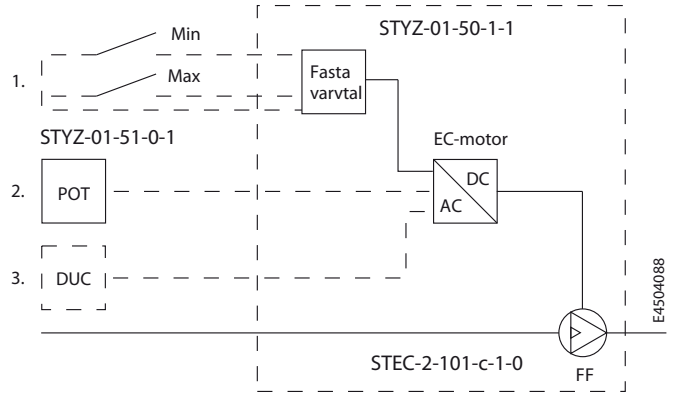 STYZ-01-50-1-1
Min
1.
Max
Fasta
varvtal
STYZ-01-51-0-1
EC-motor
2.
POT
DC
AC
3.
DUC
E4504088
STEC-2-101-c-1-0
FF